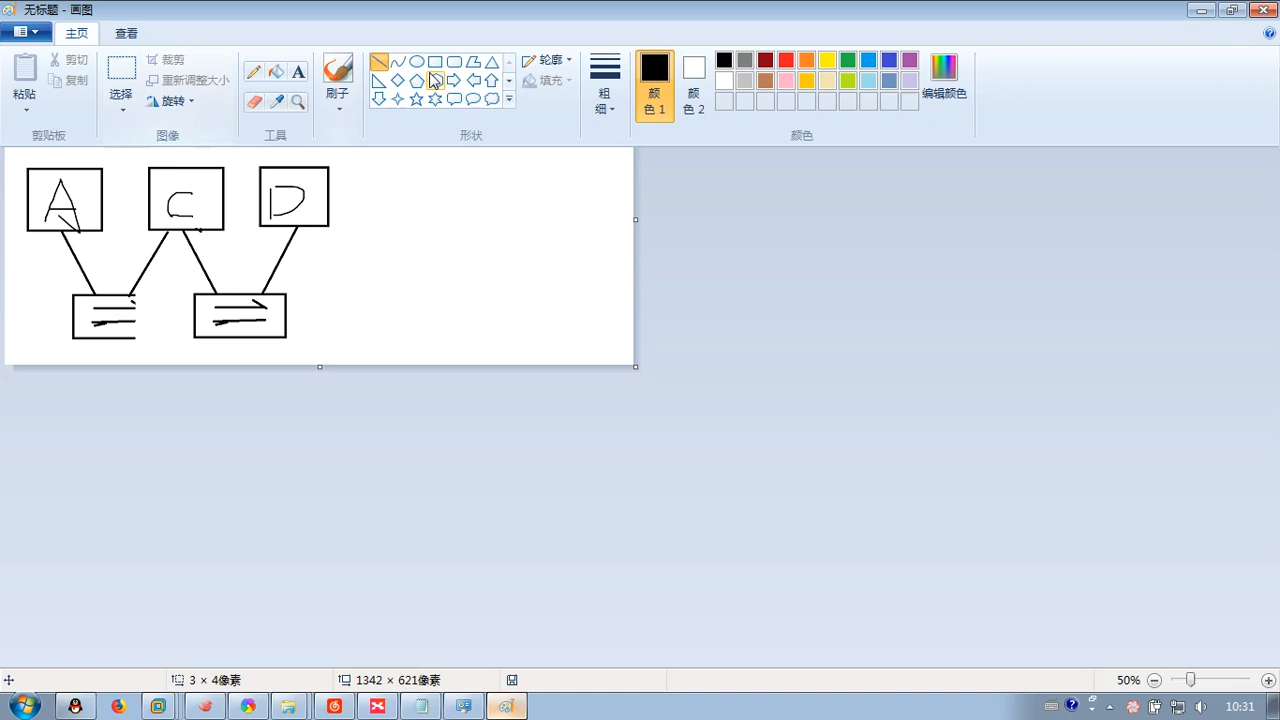 无标题 - 画图
主页
查看
粘贴
剪切
复制
剪贴板
选择
裁剪
重新调整大小
旋转
图像
A
工具
刷子
轮廓
填充
形状
粗
细
颜
色 1
颜
色 2
编辑颜色
颜色
A
C
D
3 × 4像素
1342 × 621像素
50%
10:31